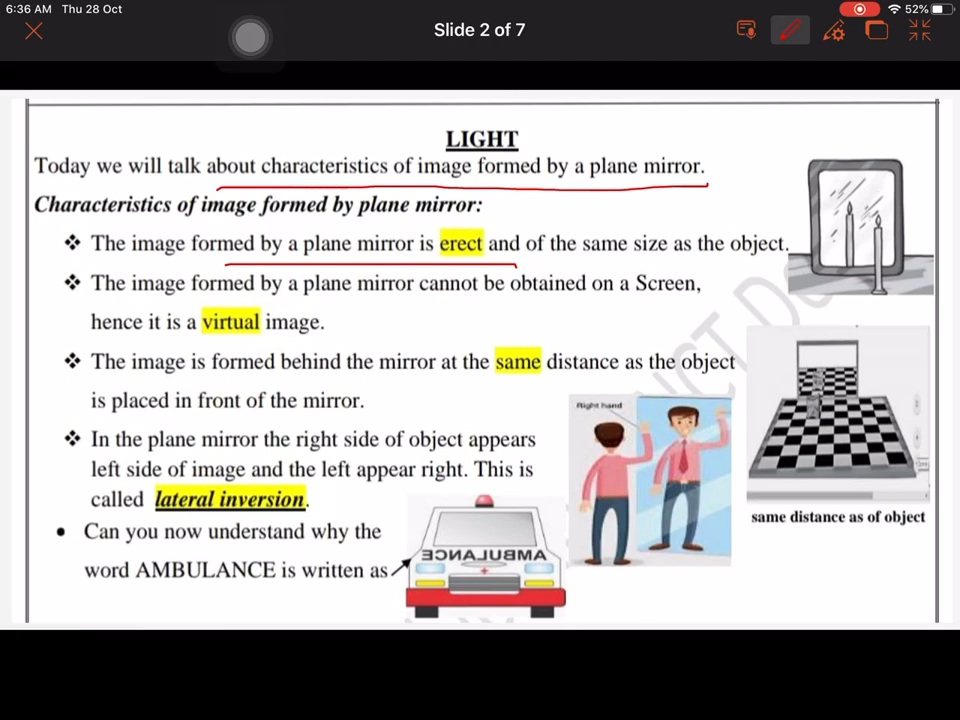 6:36 AM Thu 28 Oct
52%
Slide 2 of 7
LIGHT
Today we will talk about characteristics of image formed by a plane mirror.
Characteristics of image formed by plane mirror:
❖ The image formed by a plane mirror is erect and of the same size as the object.
❖ The image formed by a plane mirror cannot be obtained on a Screen,
hence it is a virtual image.
❖ The image is formed behind the mirror at the same distance as the object
is placed in front of the mirror.
❖ In the plane mirror the right side of object appears
left side of image and the left appear right. This is
called lateral inversion.
• Can you now understand why the
word AMBULANCE is written as
AMBULANCE
Right hand
same distance as of object